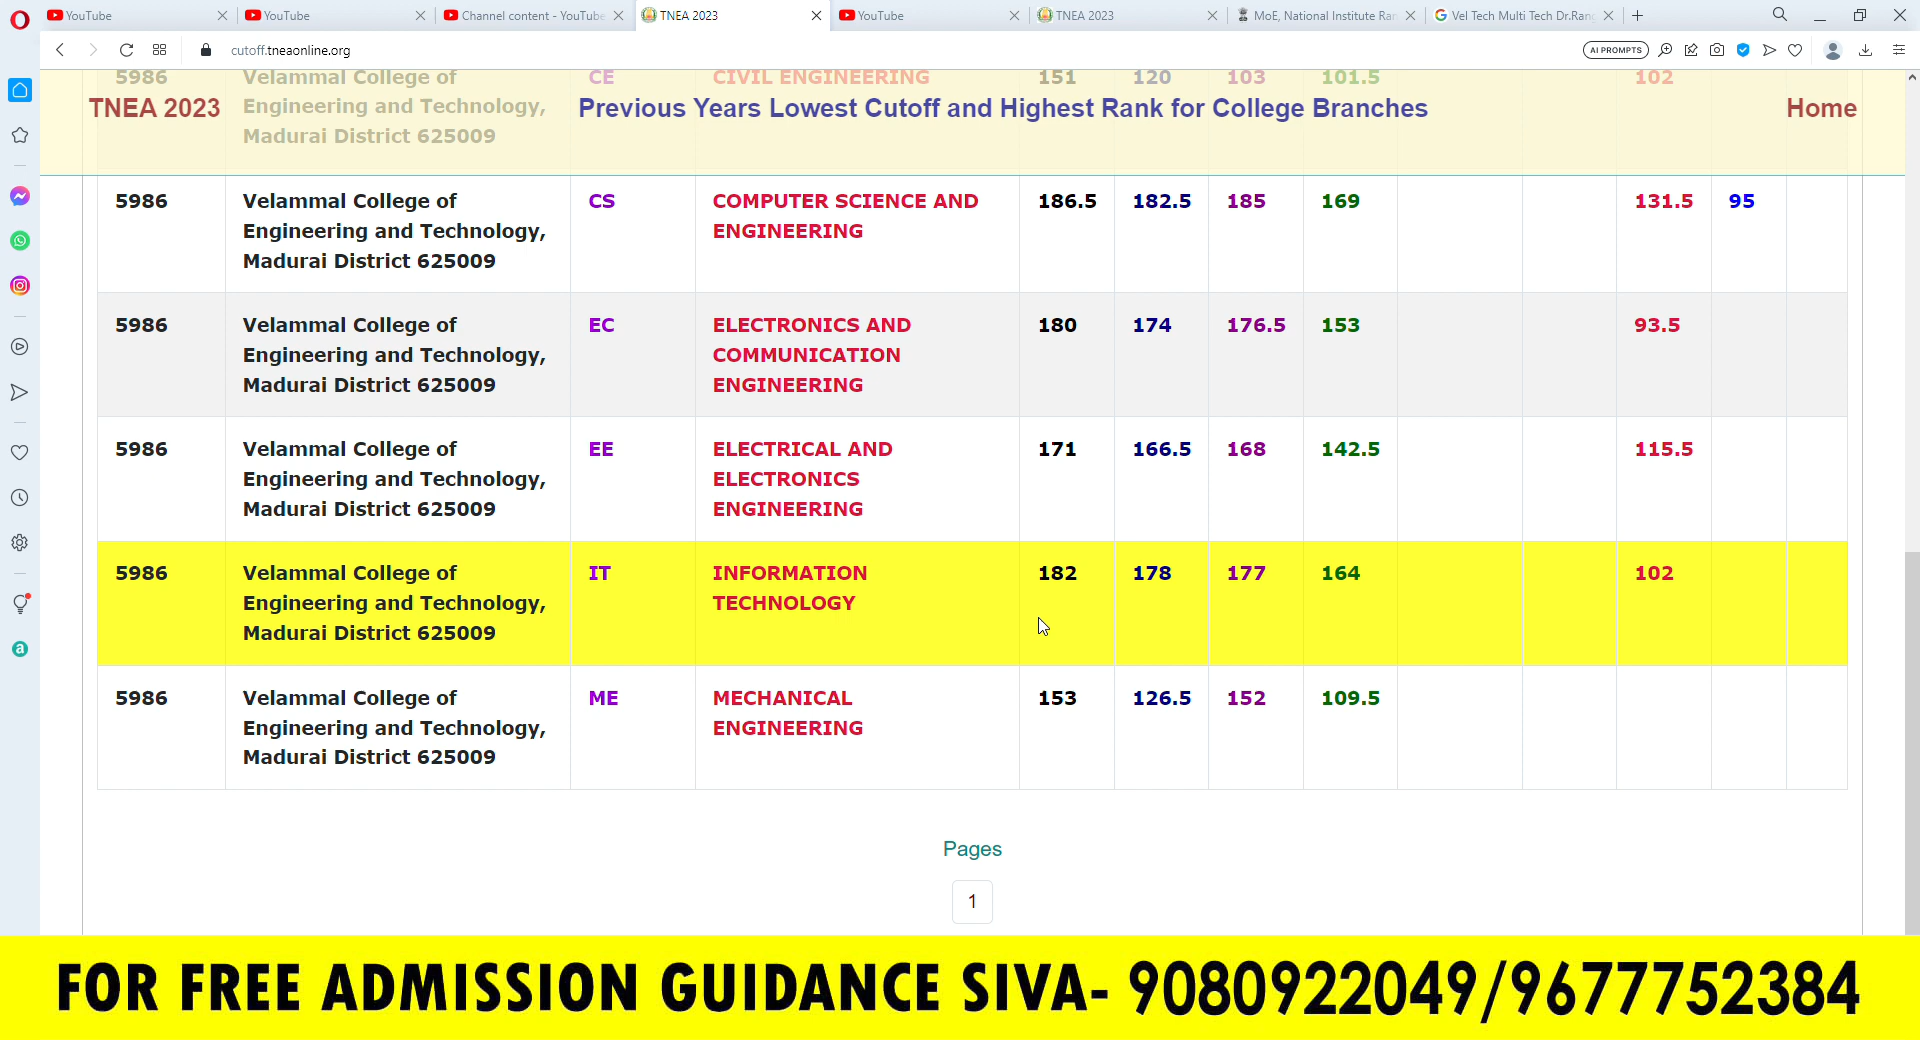 YouTube
YouTube
Channel content - YouTube
TNEA 2023
YouTube
TNEA 2023
MoE, National Institute Ran
Vel Tech Multi Tech Dr.Rang
cutoff.tneaonline.org
AI PROMPTS
5986 Velammal College of CE CIVIL ENGINEERING 151 120 103 101.5 102
Engineering and Technology,
Madurai District 625009
TNEA 2023 Previous Years Lowest Cutoff and Highest Rank for College Branches Home
5986 Velammal College of CS COMPUTER SCIENCE AND 186.5 182.5 185 169 131.5 95
Engineering and Technology, ENGINEERING
Madurai District 625009
5986 Velammal College of EC ELECTRONICS AND 180 174 176.5 153 93.5
Engineering and Technology, COMMUNICATION
Madurai District 625009 ENGINEERING
5986 Velammal College of EE ELECTRICAL AND 171 166.5 168 142.5 115.5
Engineering and Technology, ELECTRONICS
Madurai District 625009 ENGINEERING
5986 Velammal College of IT INFORMATION 182 178 177 164 102
Engineering and Technology, TECHNOLOGY
Madurai District 625009
5986 Velammal College of ME MECHANICAL 153 126.5 152 109.5
Engineering and Technology, ENGINEERING
Madurai District 625009
Pages
1
FOR FREE ADMISSION GUIDANCE SIVA- 9080922049/9677752384